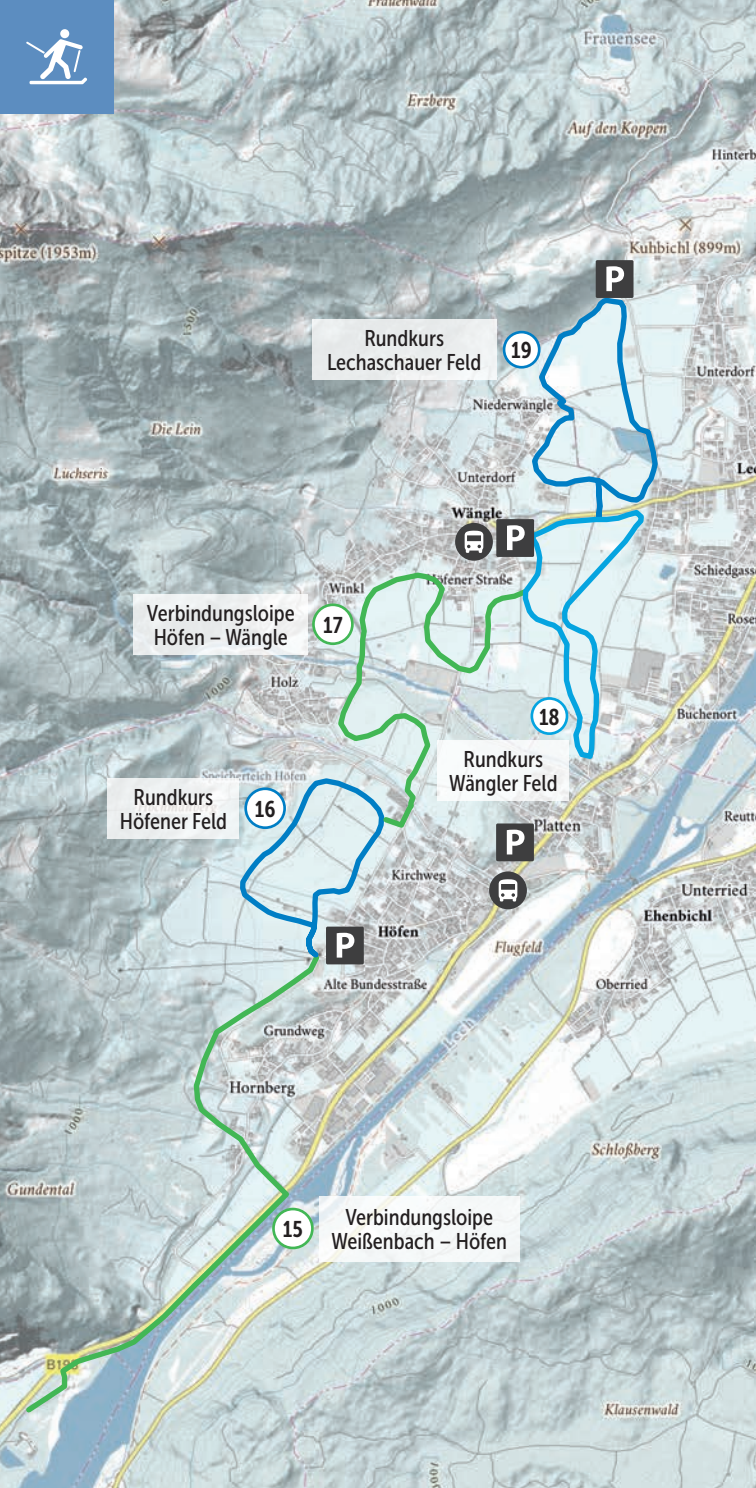 Frauenwald
Frauensee
Erzberg
Auf den Koppen
Hinterb
Kuhbichl (899m)
spitze (1953m)
P
1300
Rundkurs
Lechaschauer Feld
19
Unterdorf
Niederwängle
Die Lein
Luchseris
Unterdorf
Lec
Wängle
P
Schiedgass
Höfener Straße
Winkl
Verbindungsloipe
Höfen – Wängle
17
Rose
1000
Holz
18
Buchenort
Rundkurs
Wängler Feld
Speicherteich Höfen
Rundkurs
Höfener Feld
16
Platten
P
Reutt
Kirchweg
Unterried
Ehenbichl
Höfen
P
Flugfeld
Alte Bundesstraße
Oberried
Grundweg
Lech
Hornberg
1000
Schloßberg
Gundental
15
Verbindungsloipe
Weißenbach – Höfen
1000
B198
Klausenwald
1000